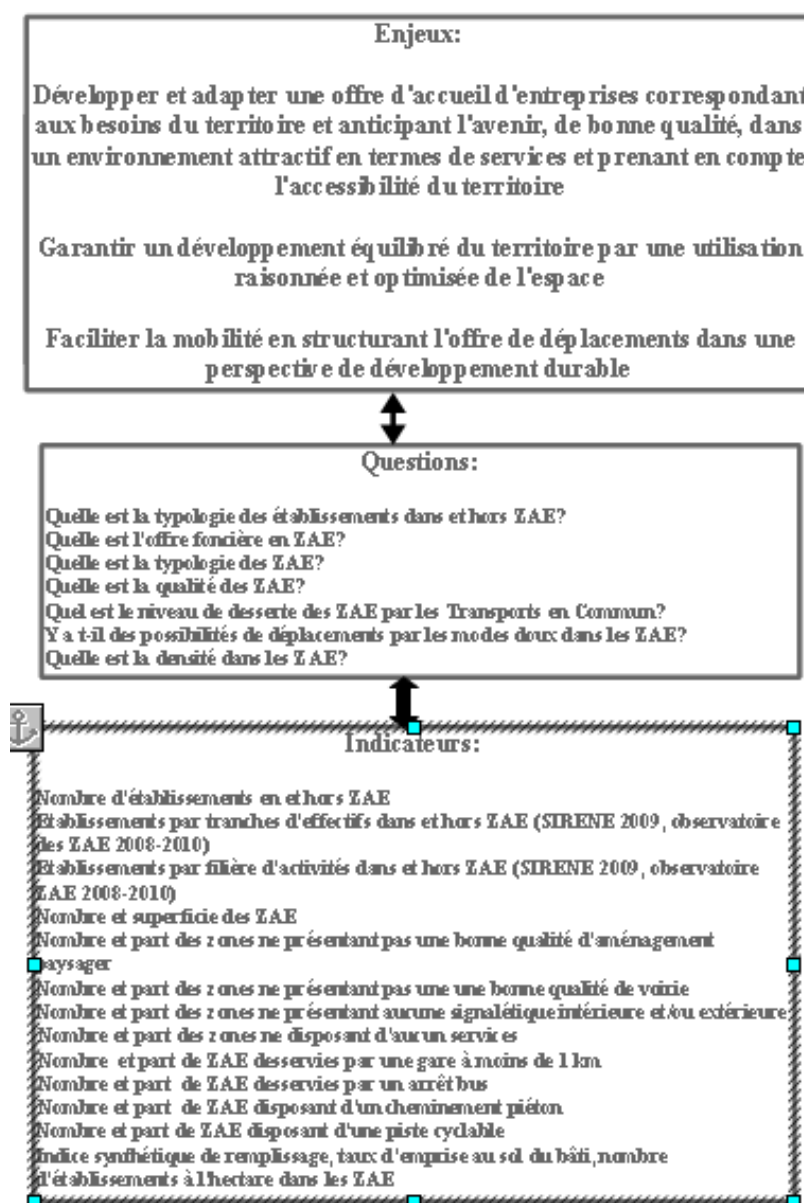 Enjeux:
Développer et adapter une offre d'accueil d'entreprises correspondant
aux besoins du territoire et anticipant l'avenir, de bonne qualité, dans
un environnement attractif en termes de services et prenant en compte
l'accessibilité du territoire
Garantir un développement équilibré du territoire par une utilisation
raisonnée et optimisée de l'espace
Faciliter la mobilité en structurant l'offre de déplacements dans une
perspective de développement durable
Questions:
Quelle est la typologie des établissements dans et hors ZAE?
Quelle est l'offre foncière en ZAE?
Quelle est la typologie des ZAE?
Quelle est la qualité des ZAE?
Quel est le niveau de desserte des ZAE par les Transports en Commun?
Y a t-il des possibilités de déplacements par les modes doux dans les ZAE?
Quelle est la densité dans les ZAE?
Indicateurs:
Nombre d'établissements en et hors ZAE
Etablissements par tranches d'effectifs dans et hors ZAE (SIRENE 2009, observatoire
des ZAE 2008-2010)
Etablissements par filière d'activités dans et hors ZAE (SIRENE 2009, observatoire
ZAE 2008-2010)
Nombre et superficie des ZAE
Nombre et part des zones ne présentant pas une bonne qualité d'aménagement
paysager
Nombre et part des zones ne présentant pas une une bonne qualité de voirie
Nombre et part des zones ne présentant aucune signalétique intérieure et/ou extérieure
Nombre et part des zones ne disposant d'aucun services
Nombre et part de ZAE desservies par une gare à moins de 1 km
Nombre et part de ZAE desservies par un arrêt bus
Nombre et part de ZAE disposant d'un cheminement piéton
Nombre et part de ZAE disposant d'une piste cyclable
Indice synthétique de remplissage, taux d'emprise au sol du bâti, nombre
d'établissements à l'hectare dans les ZAE